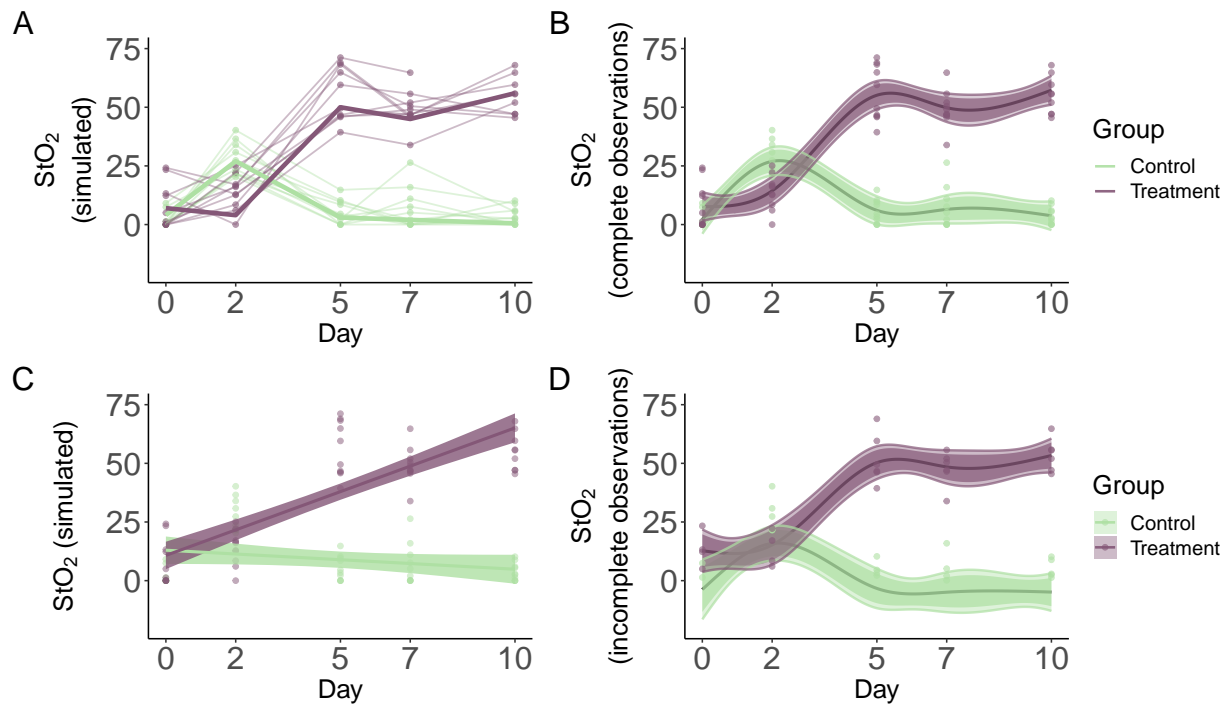 A
StO₂
(simulated)
75
50
25
0
0 2 5 7 10
Day
B
StO₂
(complete observations)
75
50
25
0
0 2 5 7 10
Day
Group
Control
Treatment
C
StO₂ (simulated)
75
50
25
0
0 2 5 7 10
Day
D
StO₂
(incomplete observations)
75
50
25
0
0 2 5 7 10
Day
Group
Control
Treatment